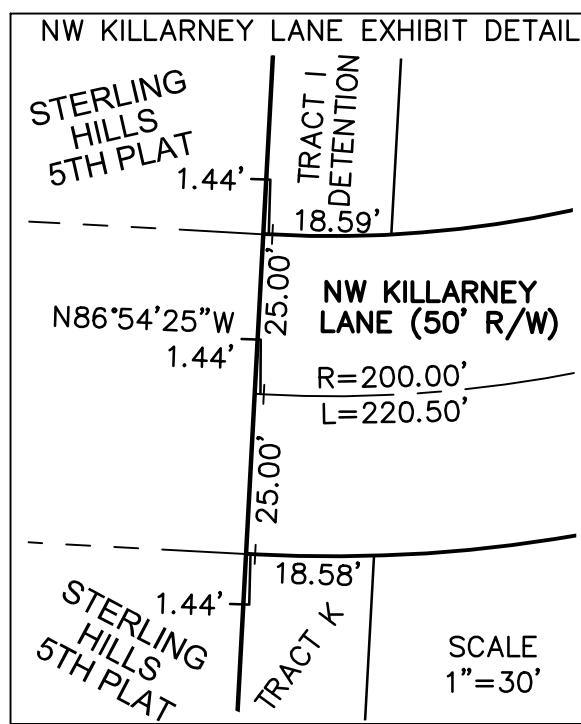 NW KILLARNEY LANE EXHIBIT DETAIL
STERLING
HILLS
5TH PLAT
TRACT I
DETENTION
1.44'
18.59'
25.00'
NW KILLARNEY
LANE (50' R/W)
N86°54'25"W
1.44'
R=200.00'
L=220.50'
25.00'
18.58'
1.44'
STERLING
HILLS
5TH PLAT
TRACT K
SCALE
1"=30'